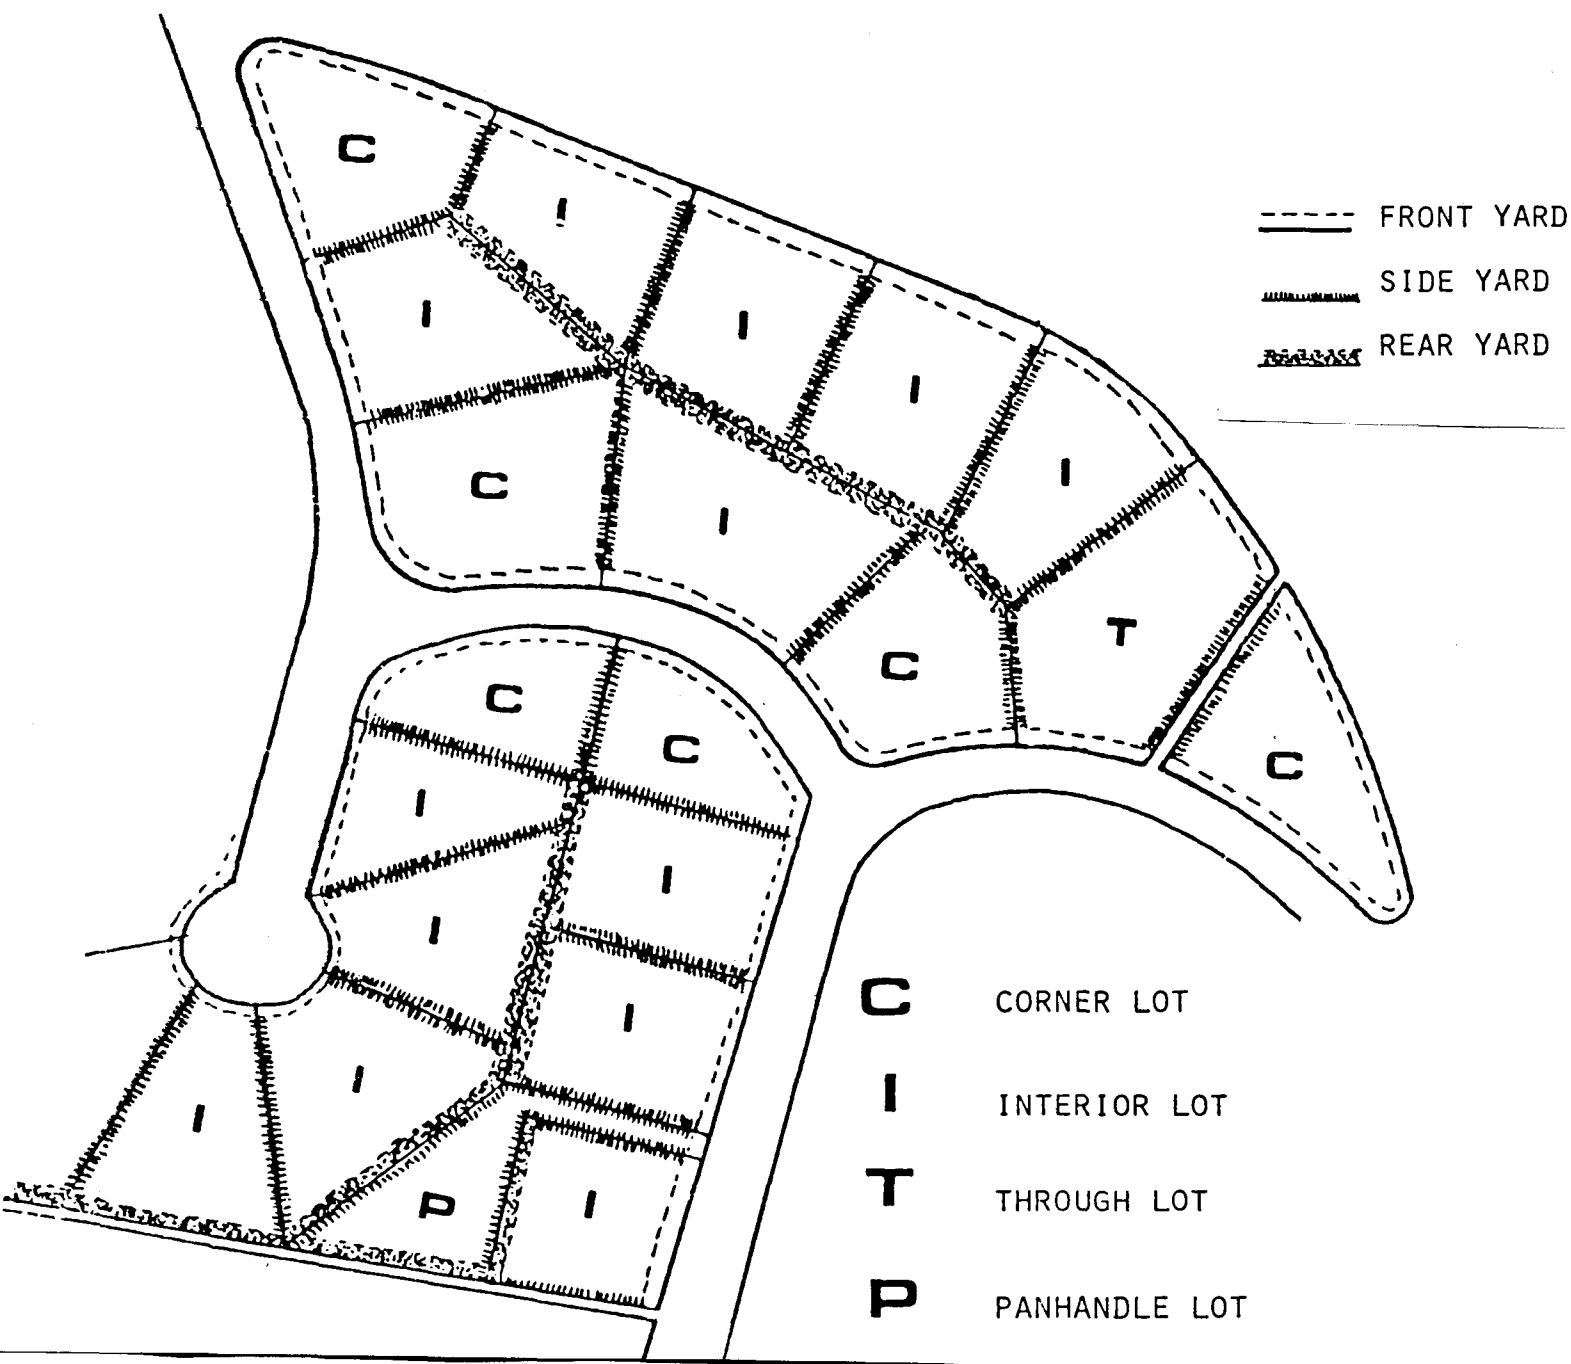 C
I
I
I
I
I
C
I
I
C
T
C
C
C
C
I
I
I
I
I
I
P
I
FRONT YARD
SIDE YARD
REAR YARD
C CORNER LOT
I INTERIOR LOT
T THROUGH LOT
P PANHANDLE LOT